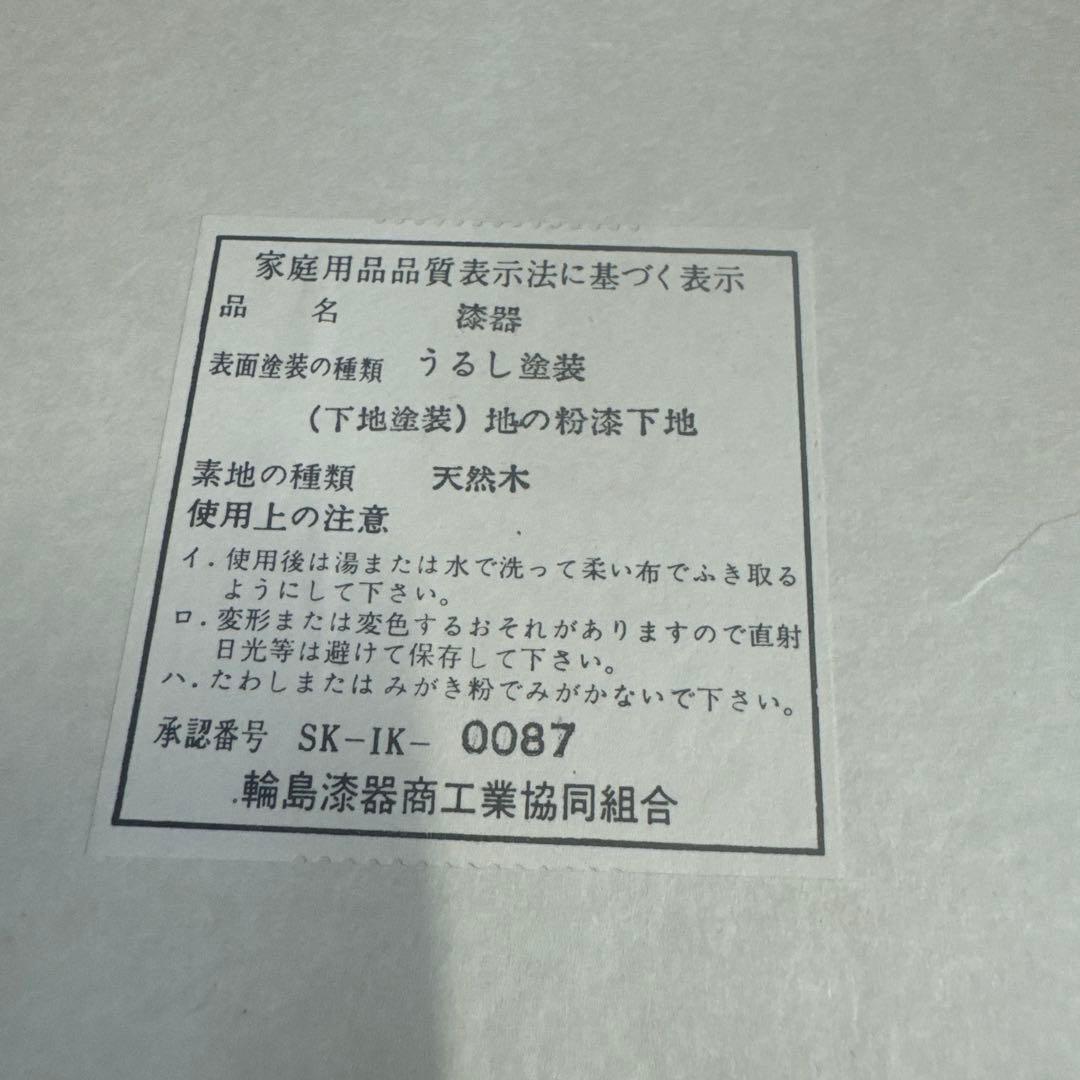 家庭用品品質表示法に基づく表示
品　名　漆器
表面塗装の種類　うるし塗装
（下地塗装）地の粉漆下地
素地の種類　天然木
使用上の注意
イ．使用後は湯または水で洗って柔い布でふき取る
ようにして下さい。
ロ．変形または変色するおそれがありますので直射
日光等は避けて保存して下さい。
ハ．たわしまたはみがき粉でみがかないで下さい。
承認番号　SK-IK-0087
輪島漆器商工業協同組合